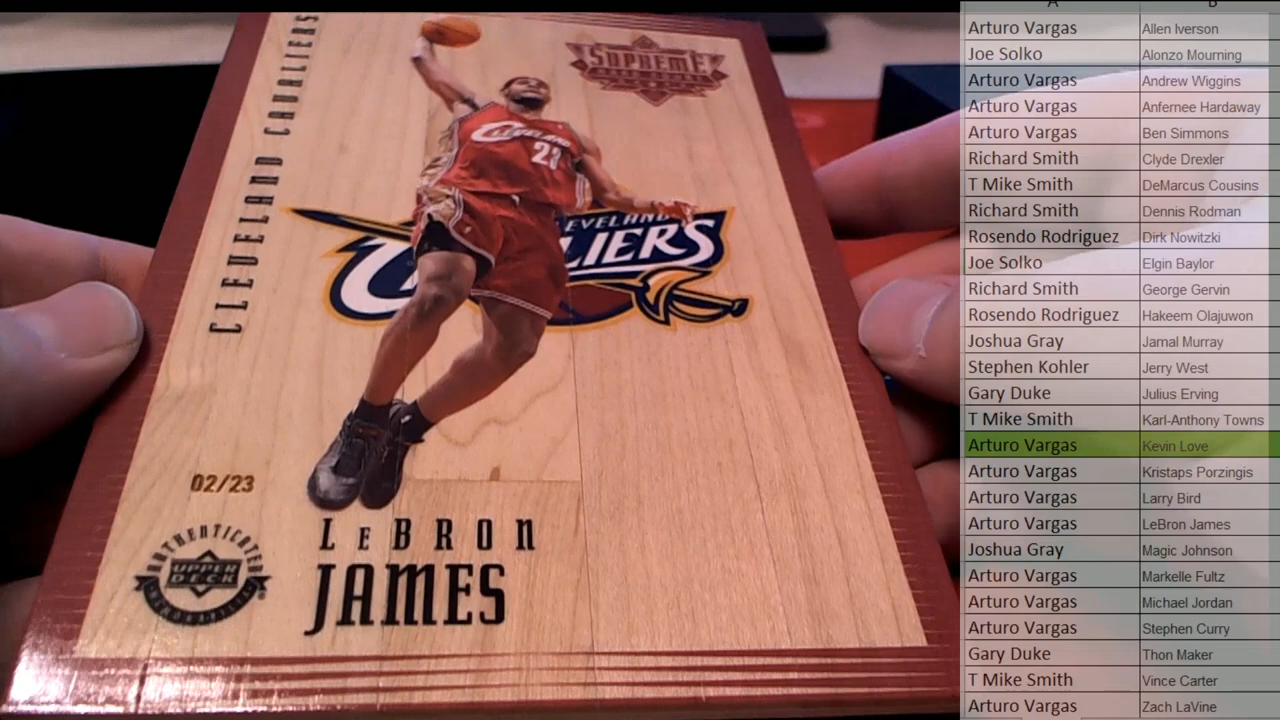 CLEVELAND CAVALIERS
SUPREME
HARD COURT
CLEVELAND
23
CLEVELAND
LIERS
02/23
AUTHENTICATED
UPPER
DECK
MEMORABILIA
LEBRON
JAMES
A B
Arturo Vargas Allen Iverson
Joe Solko Alonzo Mourning
Arturo Vargas Andrew Wiggins
Arturo Vargas Anfernee Hardaway
Arturo Vargas Ben Simmons
Richard Smith Clyde Drexler
T Mike Smith DeMarcus Cousins
Richard Smith Dennis Rodman
Rosendo Rodriguez Dirk Nowitzki
Joe Solko Elgin Baylor
Richard Smith George Gervin
Rosendo Rodriguez Hakeem Olajuwon
Joshua Gray Jamal Murray
Stephen Kohler Jerry West
Gary Duke Julius Erving
T Mike Smith Karl-Anthony Towns
Arturo Vargas Kevin Love
Arturo Vargas Kristaps Porzingis
Arturo Vargas Larry Bird
Arturo Vargas LeBron James
Joshua Gray Magic Johnson
Arturo Vargas Markelle Fultz
Arturo Vargas Michael Jordan
Arturo Vargas Stephen Curry
Gary Duke Thon Maker
T Mike Smith Vince Carter
Arturo Vargas Zach LaVine